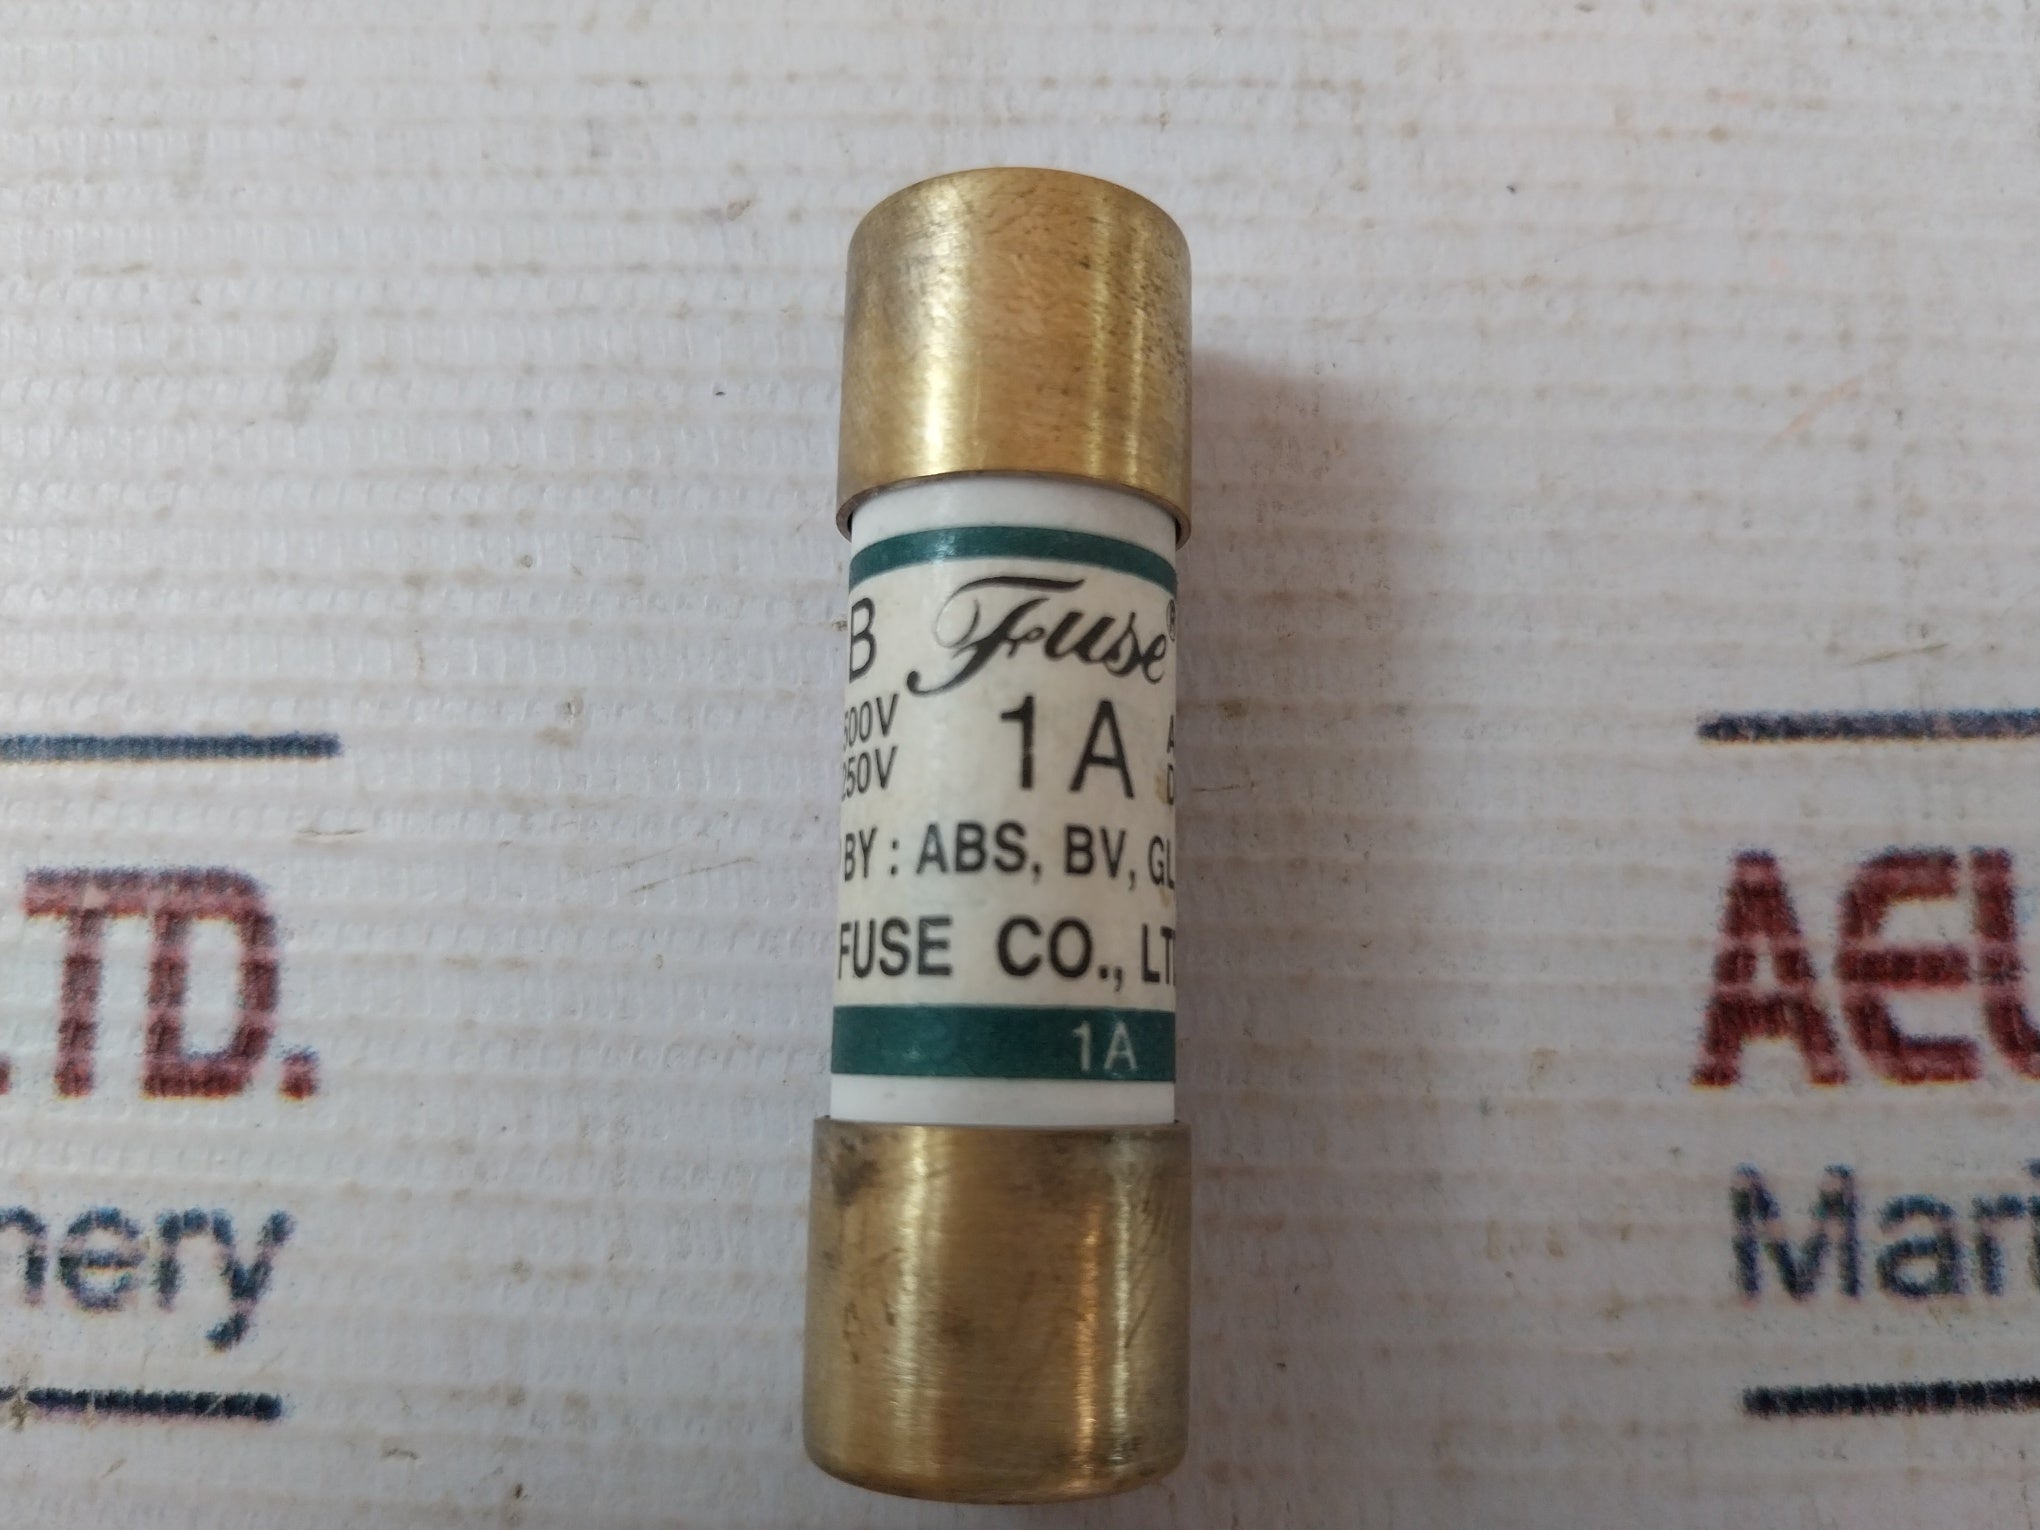 B Fuse®
500V 1A A
250V D
BY : ABS, BV, GL
FUSE CO., LT
1A
LTD.
nery
AEU
Mari